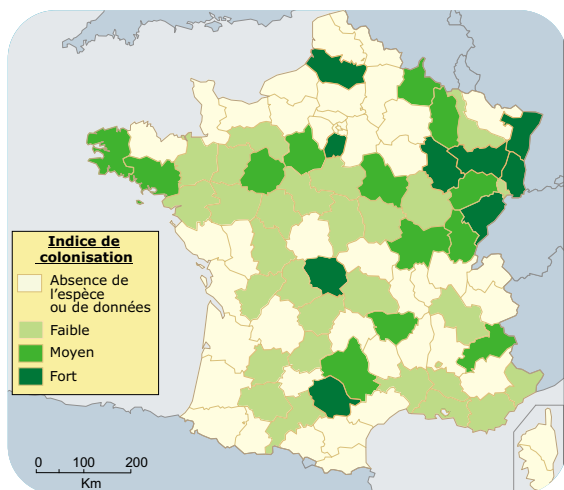 Indice de
colonisation
Absence de
l'espèce
ou de données
Faible
Moyen
Fort
0 100 200
Km